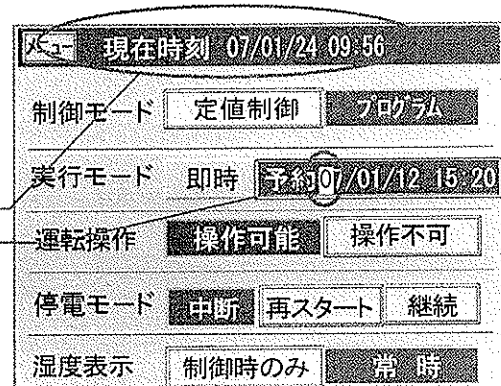 メニュー 現在時刻 07/01/24 09:56
制御モード 定値制御 プログラム
実行モード 即時 予約07/01/12 15:20
運転操作 操作可能 操作不可
停電モード 中断 再スタート 継続
湿度表示 制御時のみ 常時